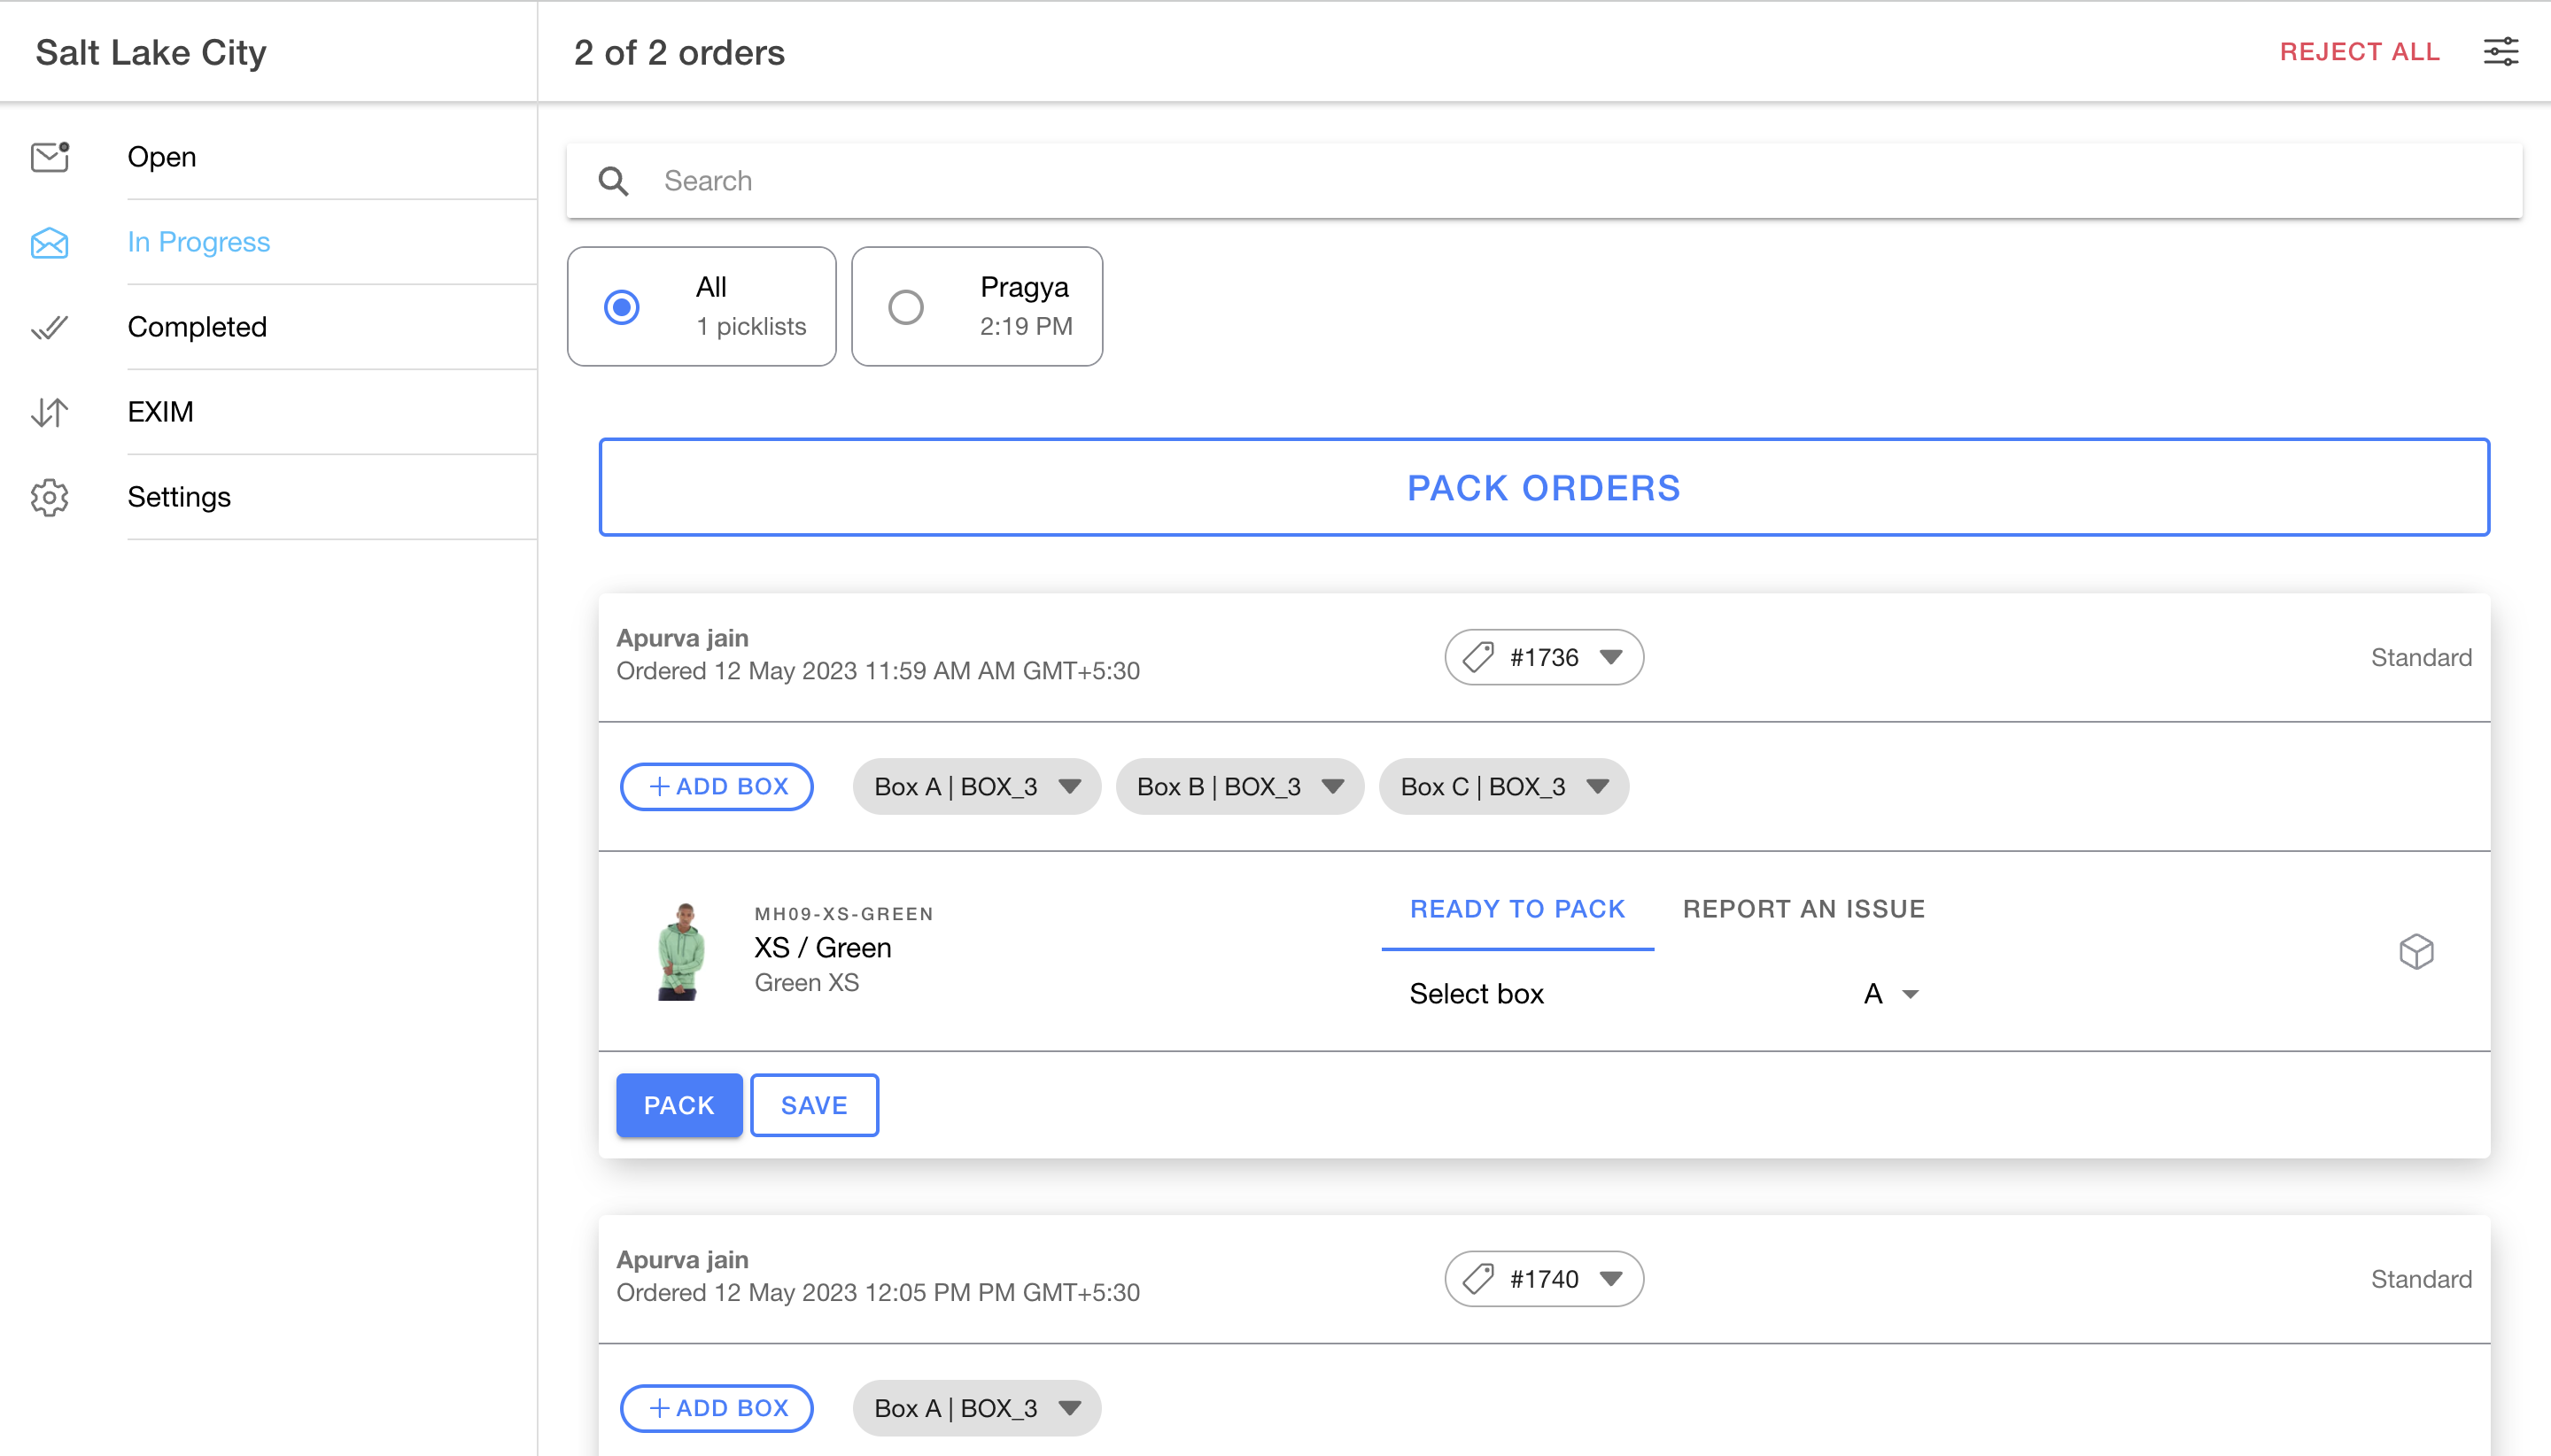 Salt Lake City
2 of 2 orders
REJECT ALL
Open
In Progress
Completed
EXIM
Settings
Search
All
1 picklists
Pragya
2:19 PM
PACK ORDERS
Apurva jain
Ordered 12 May 2023 11:59 AM AM GMT+5:30
#1736
Standard
ADD BOX
Box A | BOX_3
Box B | BOX_3
Box C | BOX_3
MH09-XS-GREEN
XS / Green
Green XS
READY TO PACK
REPORT AN ISSUE
Select box
A
PACK
SAVE
Apurva jain
Ordered 12 May 2023 12:05 PM PM GMT+5:30
#1740
Standard
ADD BOX
Box A | BOX_3